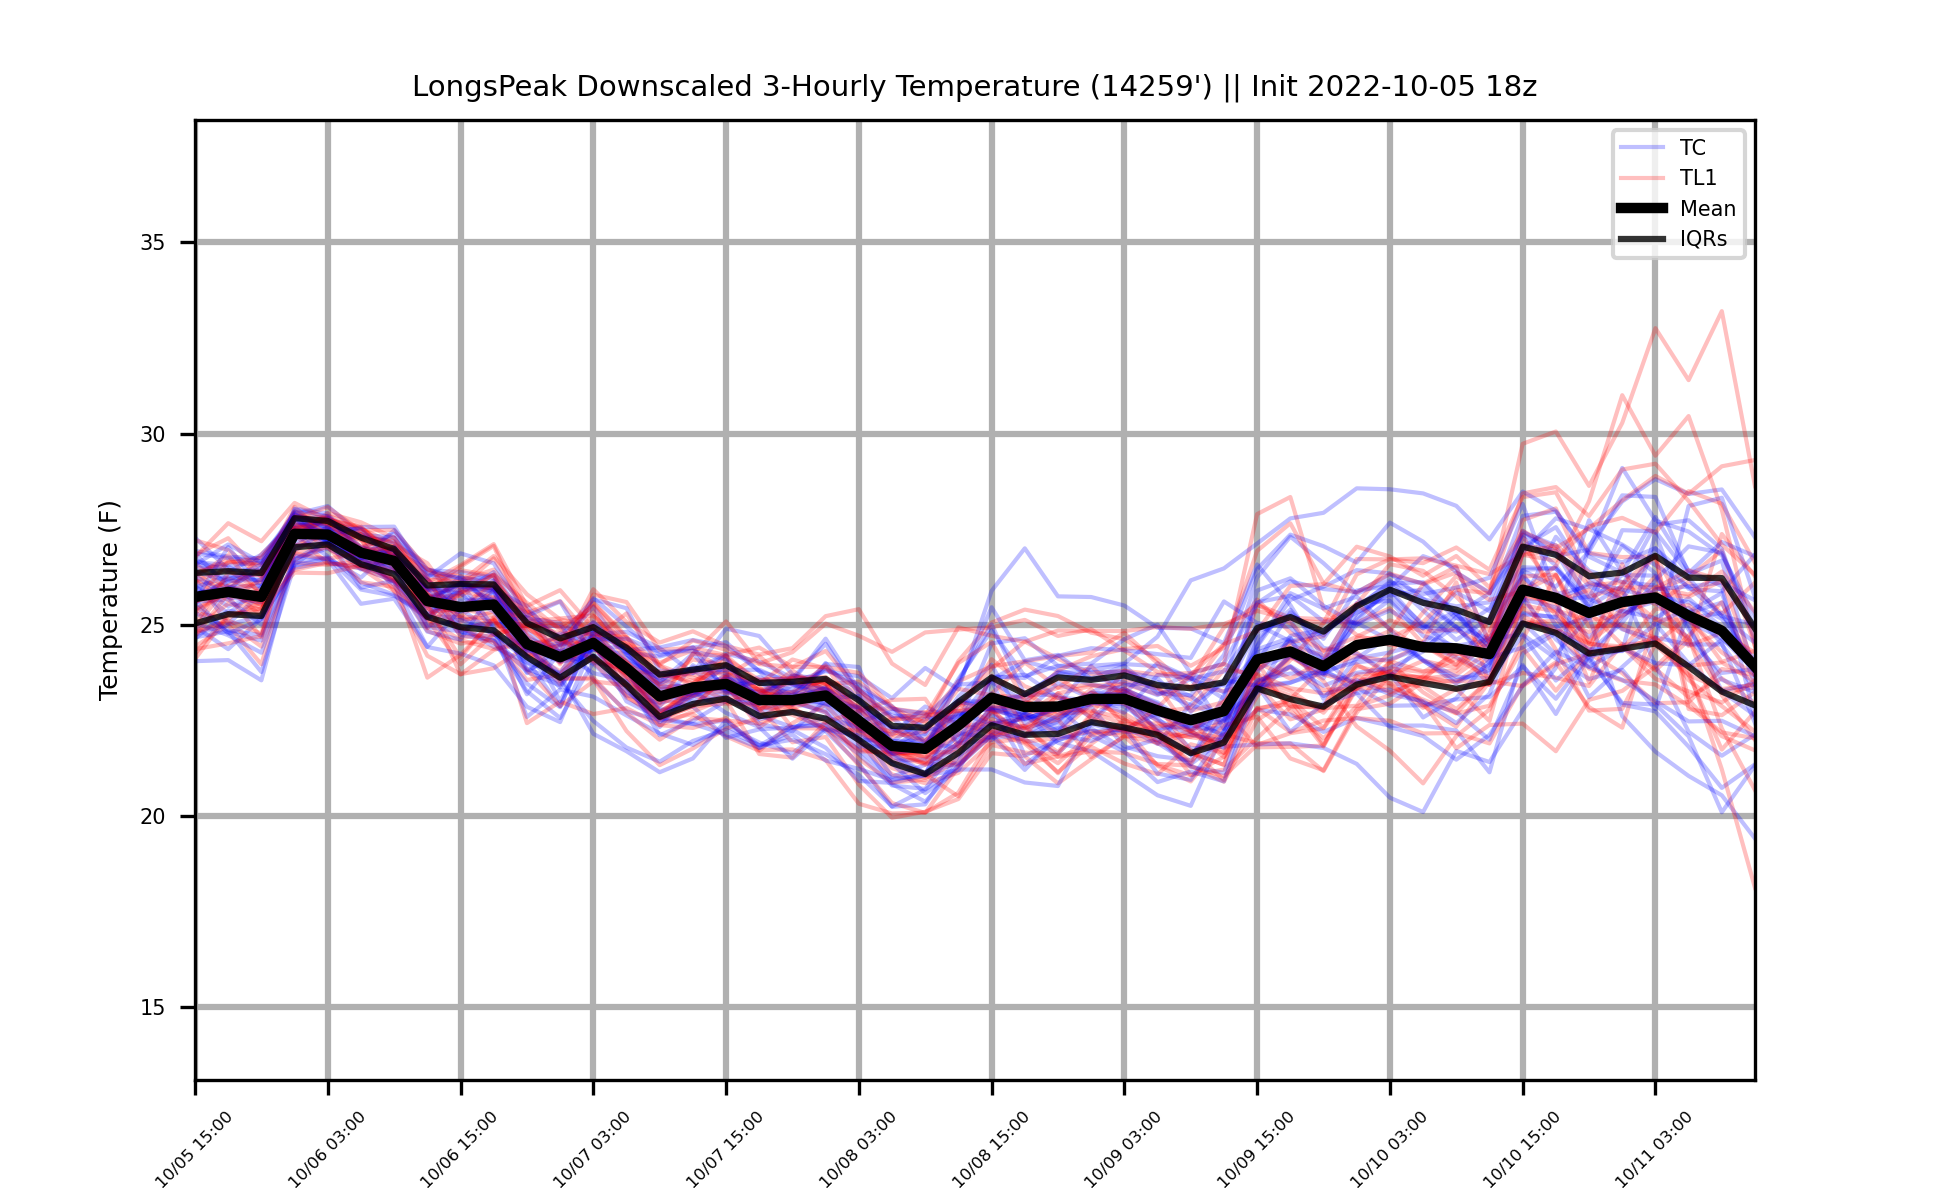 LongsPeak Downscaled 3-Hourly Temperature (14259') || Init 2022-10-05 18z
TC
TL1
Mean
IQRs
Temperature (F)
35
30
25
20
15
10/05 15:00
10/06 03:00
10/06 15:00
10/07 03:00
10/07 15:00
10/08 03:00
10/08 15:00
10/09 03:00
10/09 15:00
10/10 03:00
10/10 15:00
10/11 03:00